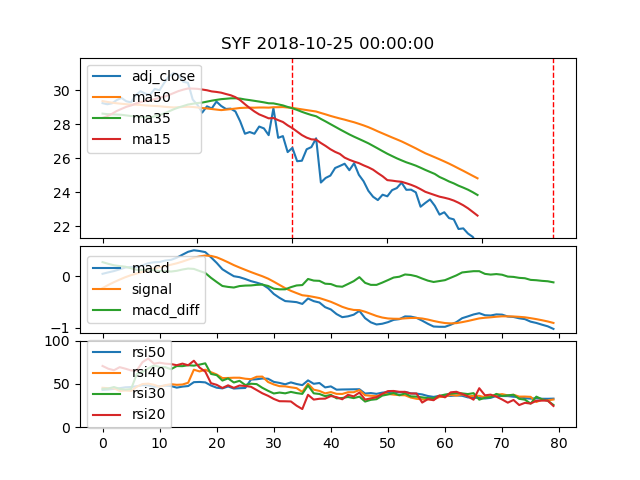 SYF 2018-10-25 00:00:00
adj_close
ma50
ma35
ma15
30
28
26
24
22
macd
signal
macd_diff
0
−1
rsi50
rsi40
rsi30
rsi20
100
50
0
0 10 20 30 40 50 60 70 80